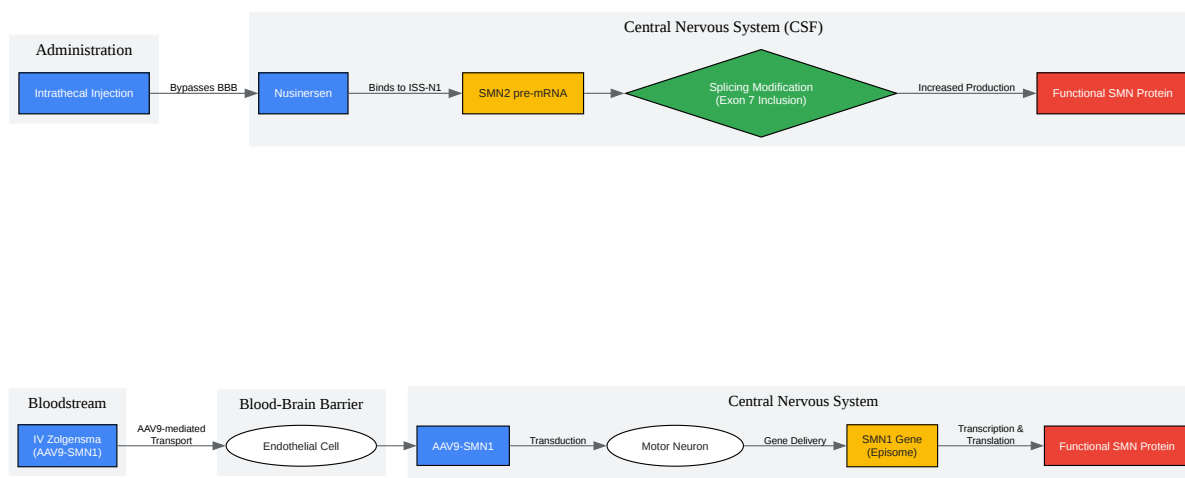 Central Nervous System (CSF)
Administration
Intrathecal Injection
Bypasses BBB
Nusinersen
Binds to ISS-N1
SMN2 pre-mRNA
Splicing Modification
(Exon 7 Inclusion)
Increased Production
Functional SMN Protein
Bloodstream
Blood-Brain Barrier
Central Nervous System
IV Zolgensma
(AAV9-SMN1)
AAV9-mediated
Transport
Endothelial Cell
AAV9-SMN1
Transduction
Motor Neuron
Gene Delivery
SMN1 Gene
(Episome)
Transcription &
Translation
Functional SMN Protein